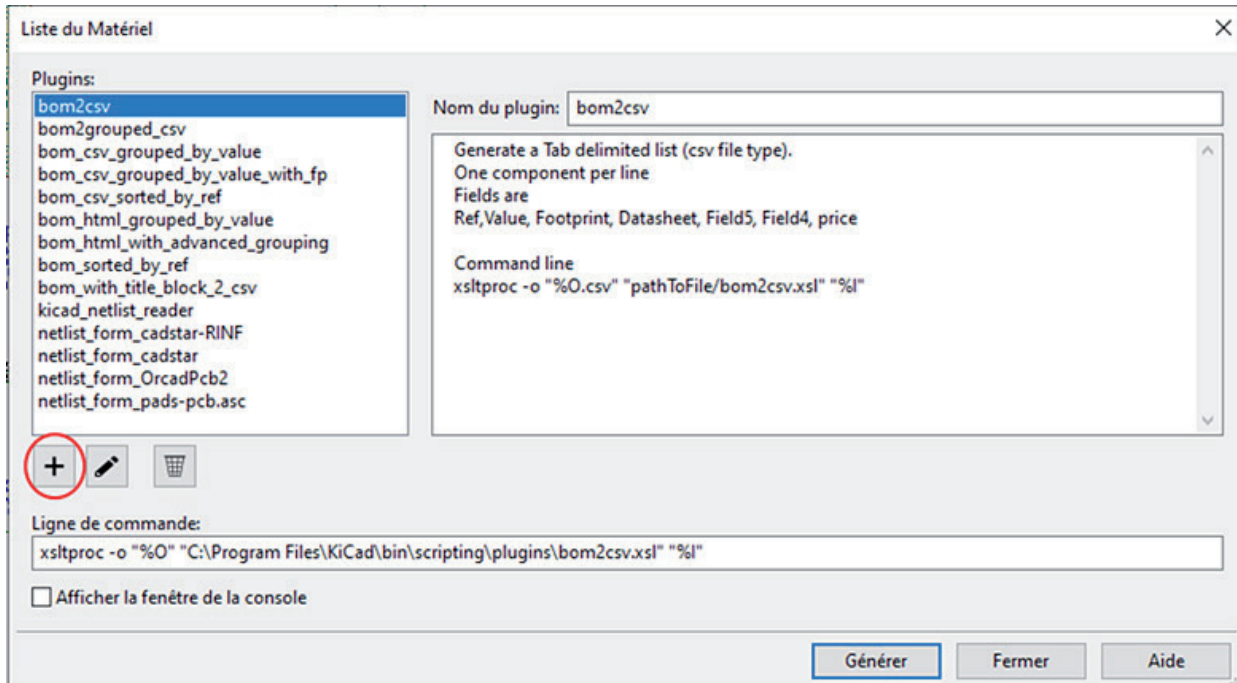 Liste du Matériel
Plugins:
bom2csv
bom2grouped_csv
bom_csv_grouped_by_value
bom_csv_grouped_by_value_with_fp
bom_csv_sorted_by_ref
bom_html_grouped_by_value
bom_html_with_advanced_grouping
bom_sorted_by_ref
bom_with_title_block_2_csv
kicad_netlist_reader
netlist_form_cadstar-RINF
netlist_form_cadstar
netlist_form_OrcadPcb2
netlist_form_pads-pcb.asc
Nom du plugin: bom2csv
Generate a Tab delimited list (csv file type).
One component per line
Fields are
Ref,Value, Footprint, Datasheet, Field5, Field4, price
Command line
xsltproc -o "%O.csv" "pathToFile/bom2csv.xsl" "%I"
Ligne de commande:
xsltproc -o "%O" "C:\Program Files\KiCad\bin\scripting\plugins\bom2csv.xsl" "%I"
Afficher la fenêtre de la console
Générer Fermer Aide